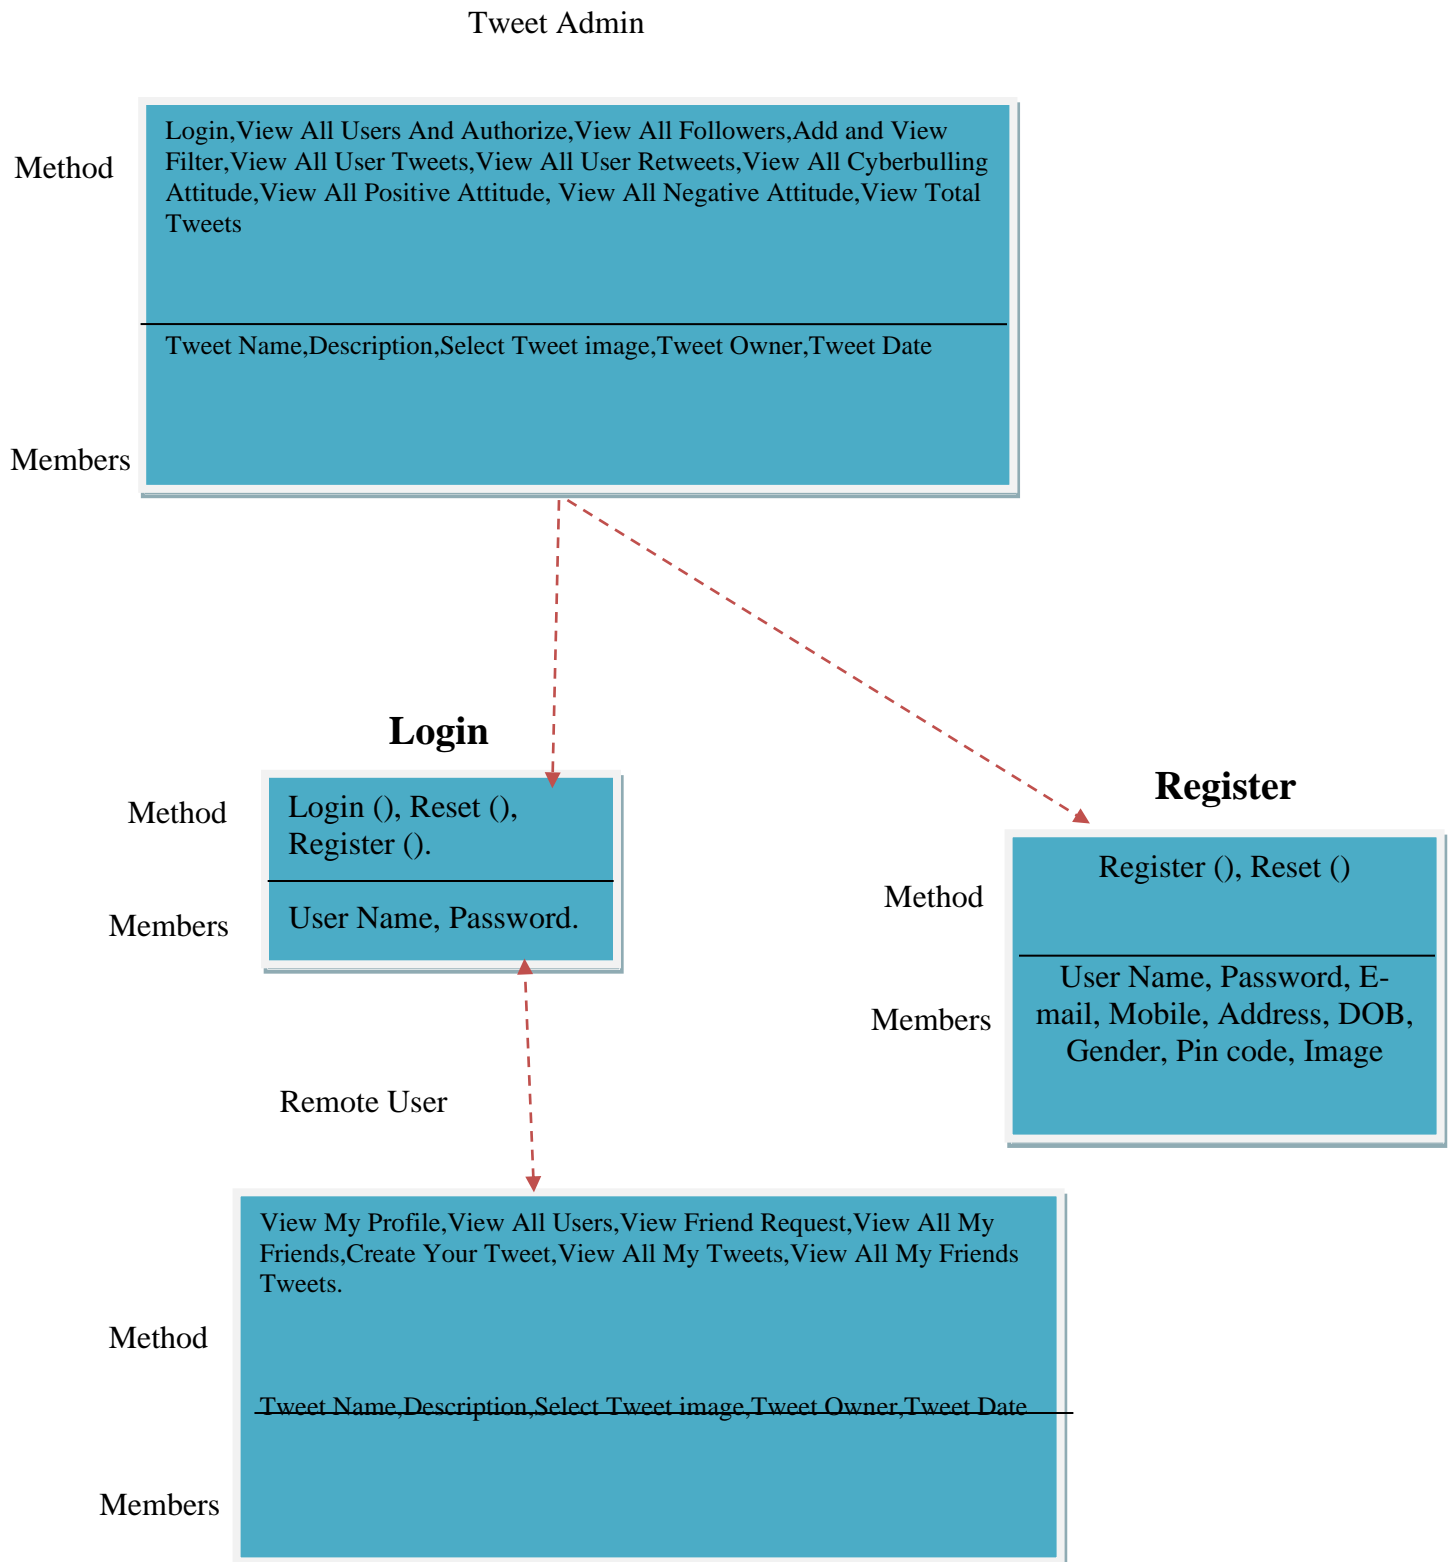 Tweet Admin
Method
Login,View All Users And Authorize,View All Followers,Add and View
Filter,View All User Tweets,View All User Retweets,View All Cyberbulling
Attitude,View All Positive Attitude, View All Negative Attitude,View Total
Tweets
Tweet Name,Description,Select Tweet image,Tweet Owner,Tweet Date
Members
Login
Method
Login (), Reset (),
Register ().
Members
User Name, Password.
Register
Method
Register (), Reset ()
Members
User Name, Password, E-
mail, Mobile, Address, DOB,
Gender, Pin code, Image
Remote User
View My Profile,View All Users,View Friend Request,View All My
Friends,Create Your Tweet,View All My Tweets,View All My Friends
Tweets.
Method
Tweet Name,Description,Select Tweet image,Tweet Owner,Tweet Date
Members